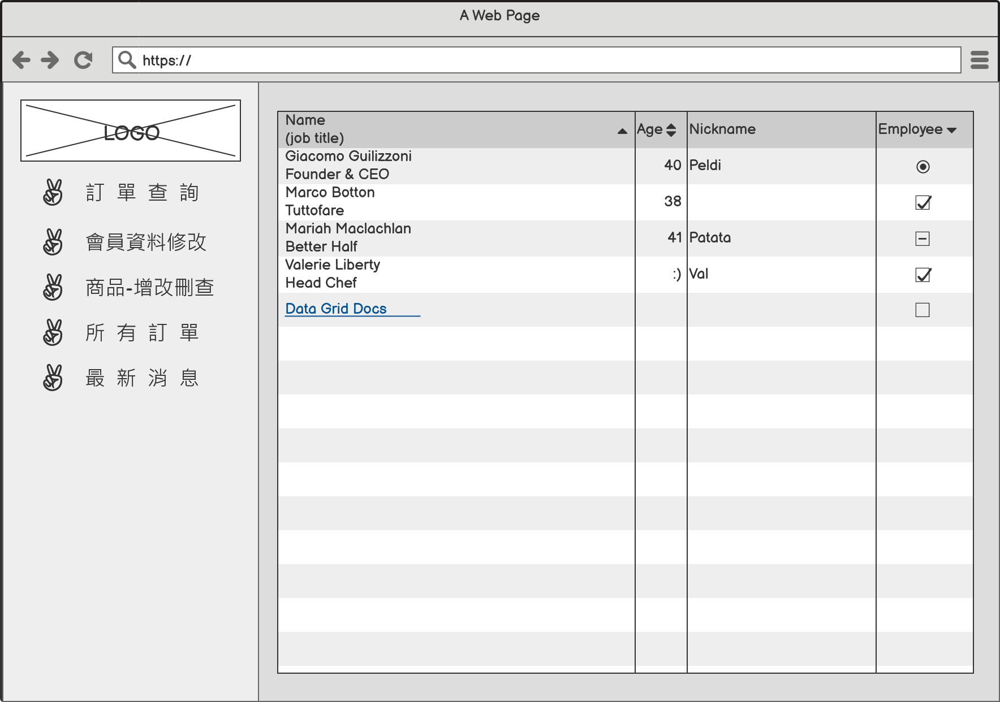 A Web Page
https://
LOGO
訂 單 查 詢
會員資料修改
商品-增改刪查
所 有 訂 單
最 新 消 息
Name
(job title)
Age
Nickname
Employee
Giacomo Guilizzoni
Founder & CEO
40
Peldi
Marco Botton
Tuttofare
38
Mariah Maclachlan
Better Half
41
Patata
Valerie Liberty
Head Chef
:)
Val
Data Grid Docs